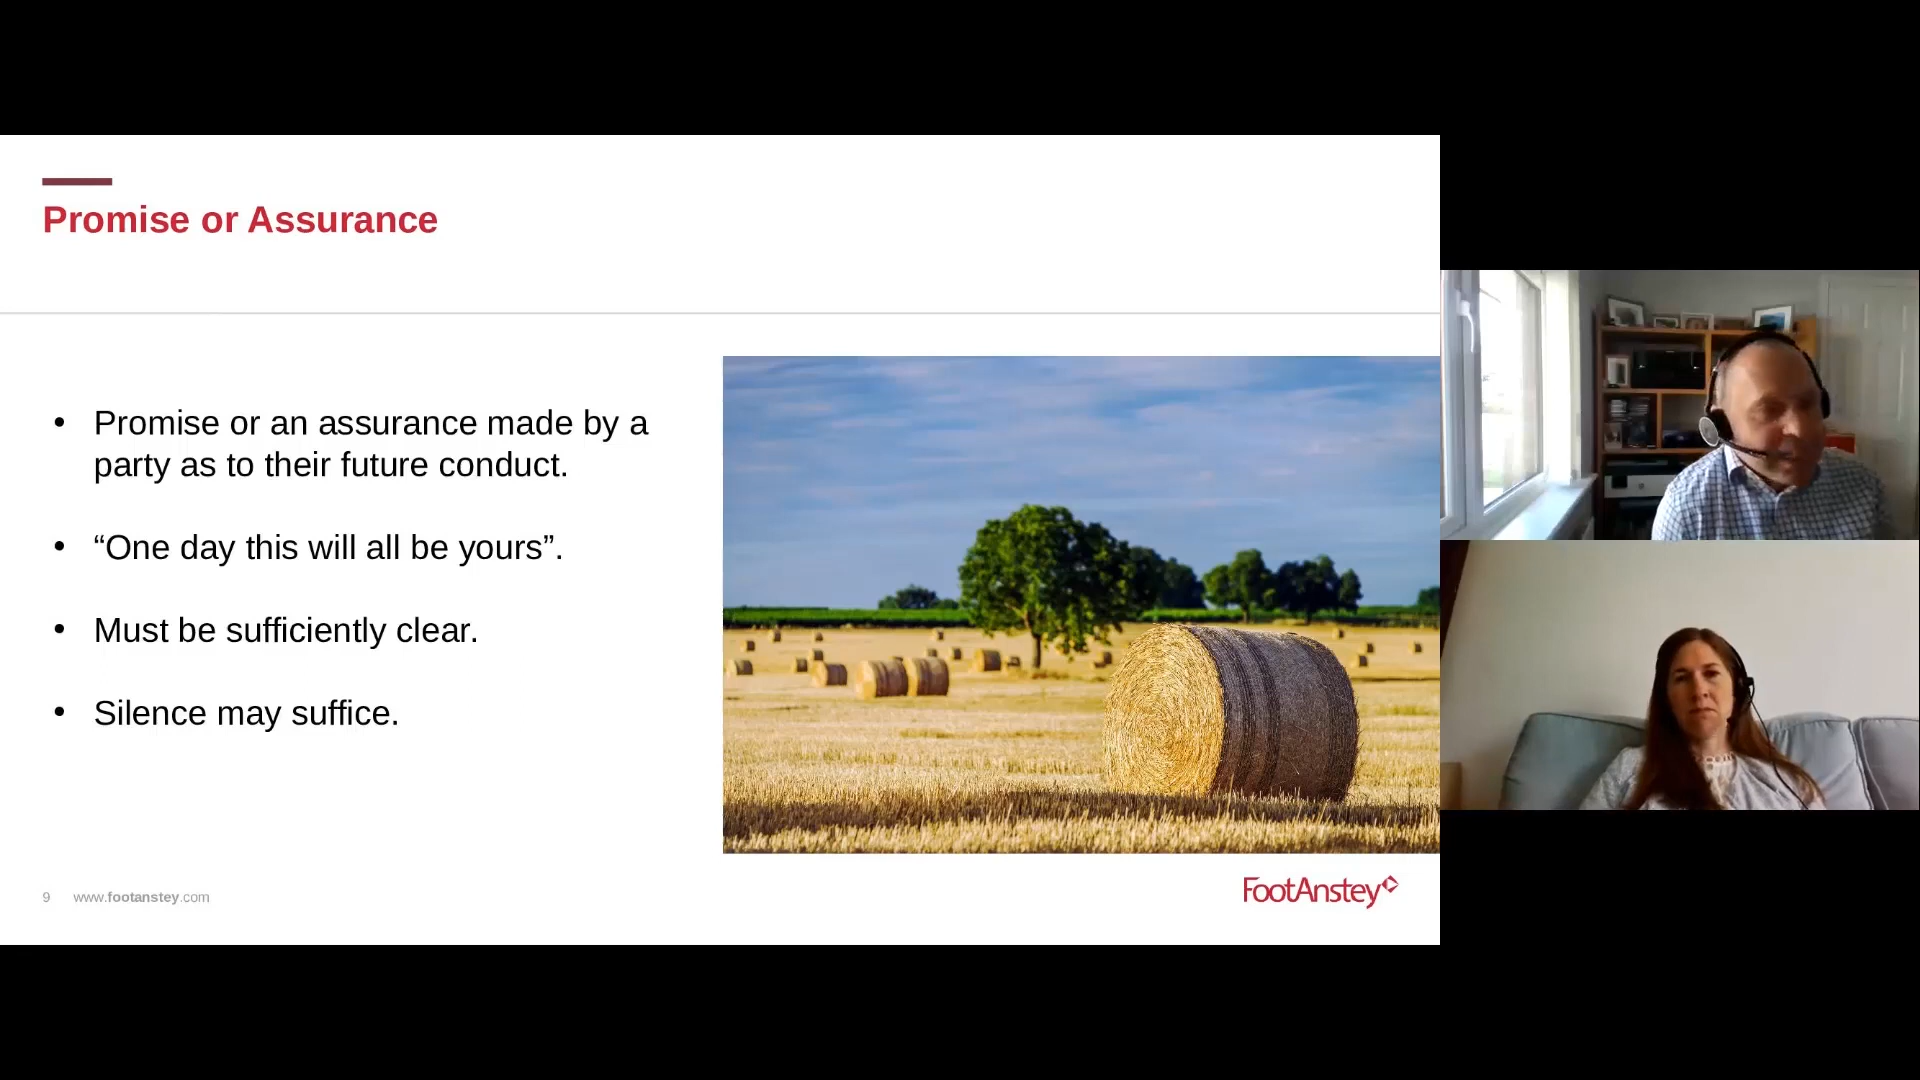 Promise or Assurance
• Promise or an assurance made by a
party as to their future conduct.
• “One day this will all be yours”.
• Must be sufficiently clear.
• Silence may suffice.
9 www.footanstey.com
FootAnstey